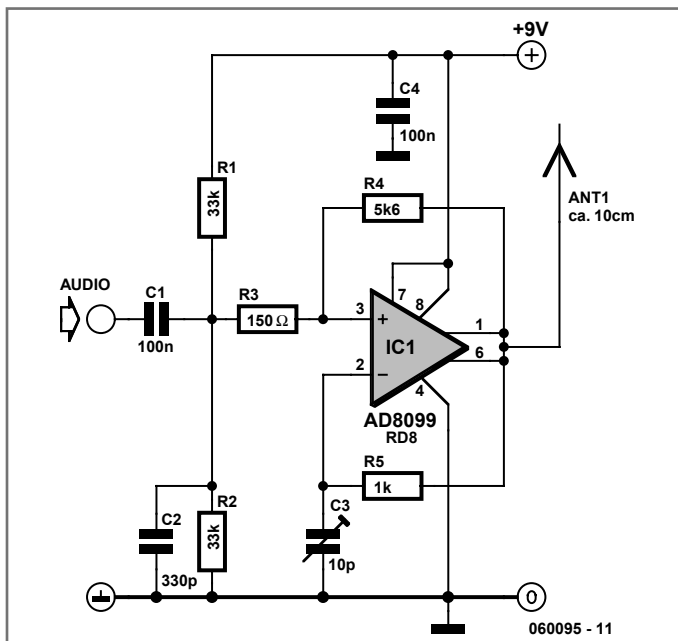 +9V
C4
100n
R1
33k
R4
5k6
ANT1
ca. 10cm
AUDIO
C1
100n
R3
150 Ω
7
8
3
+
1
IC1
6
2
−
4
AD8099
RD8
R5
1k
C2
330p
R2
33k
C3
10p
0
060095 - 11